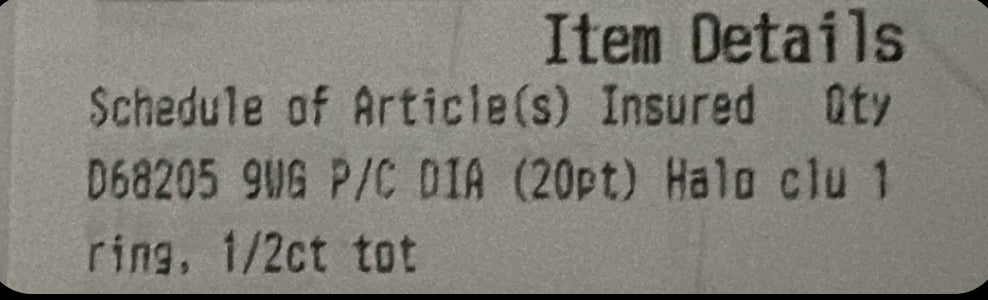 Item Details
Schedule of Article(s) Insured Qty
D68205 9WG P/C DIA (20pt) Halo clu 1
ring, 1/2ct tot